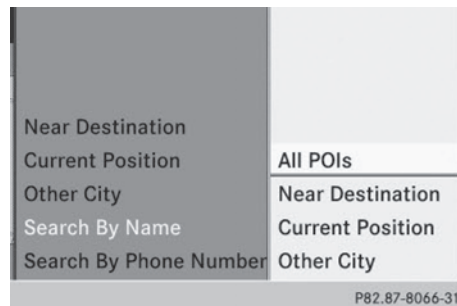 Near Destination
Current Position
Other City
Search By Name
Search By Phone Number
All POIs
Near Destination
Current Position
Other City
P82.87-8066-31